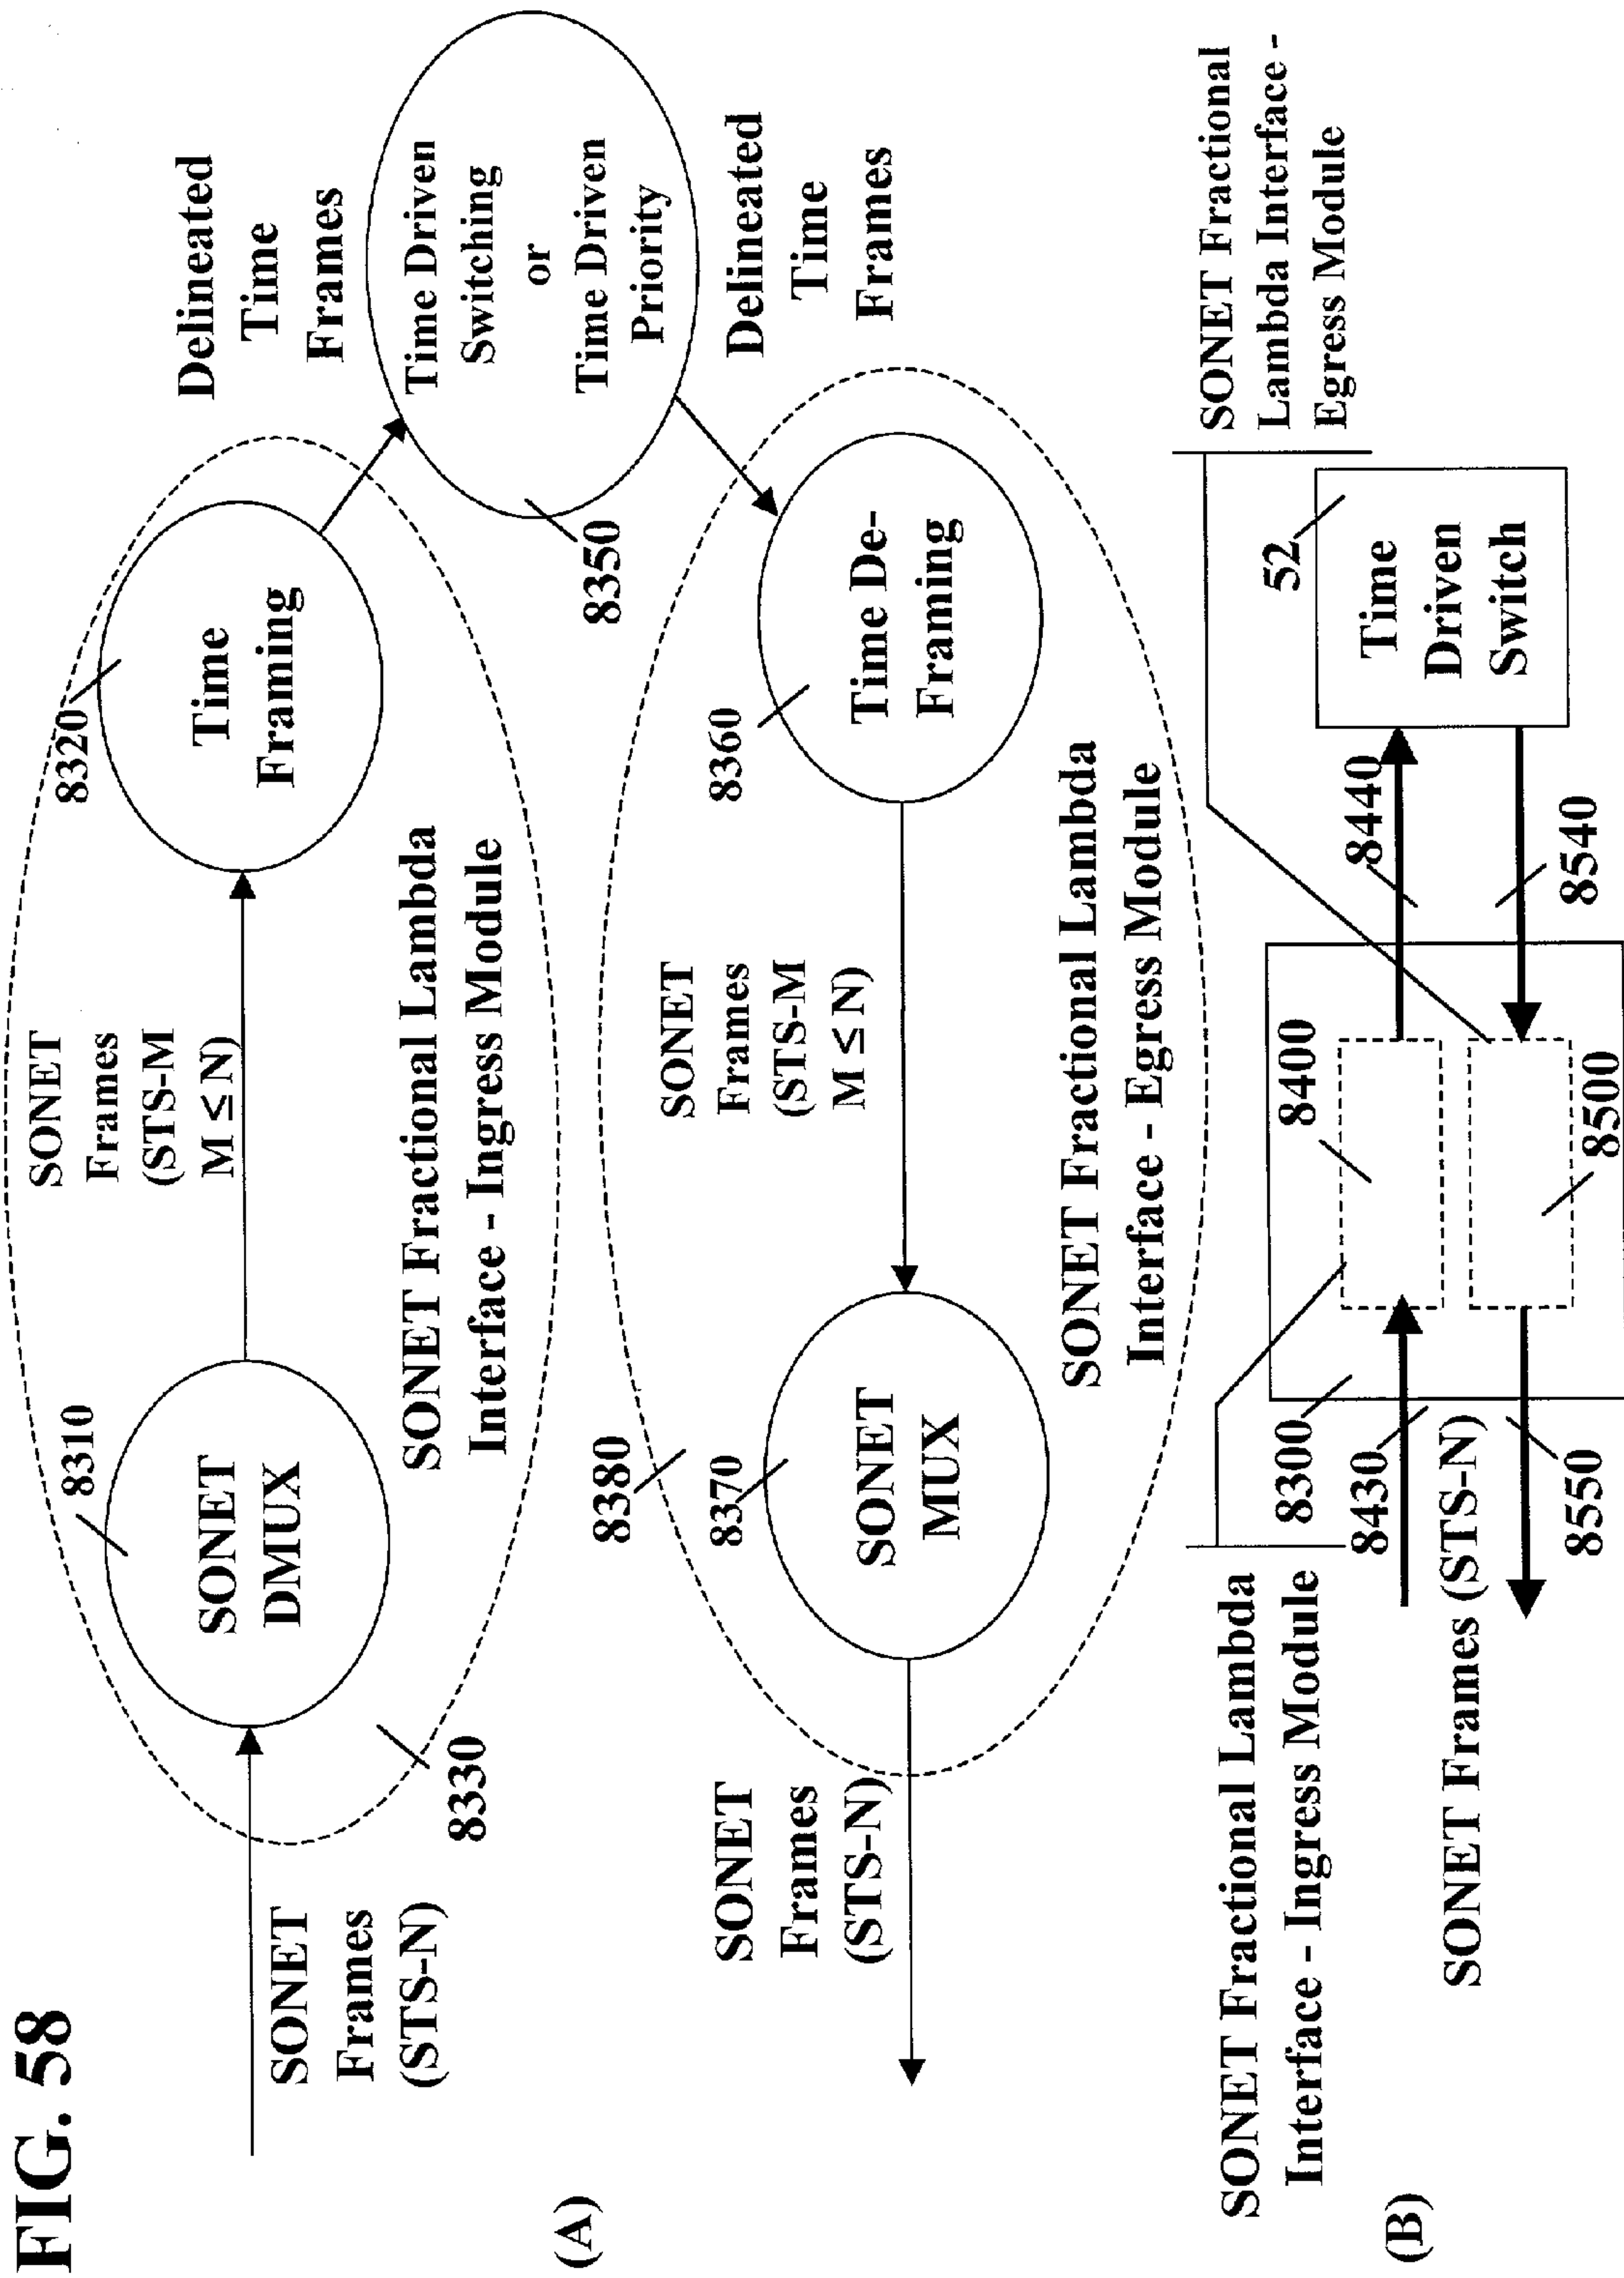 FIG. 58
(A)
SONET
Frames
(STS-N)
8330
8310
SONET
DMUX
SONET
Frames
(STS-M
M ≤ N)
8320
Time
Framing
SONET Fractional Lambda
Interface - Ingress Module
Delineated
Time
Frames
Time Driven
Switching
or
Time Driven
Priority
8350
Delineated
Time
Frames
8360
Time De-
Framing
SONET
Frames
(STS-M
M ≤ N)
8380
8370
SONET
MUX
SONET Fractional Lambda
Interface - Egress Module
SONET
Frames
(STS-N)
(B)
SONET Fractional Lambda
Interface - Ingress Module
SONET Frames (STS-N)
8300
8430
8550
8400
8500
8440
8540
52
Time
Driven
Switch
SONET Fractional
Lambda Interface -
Egress Module